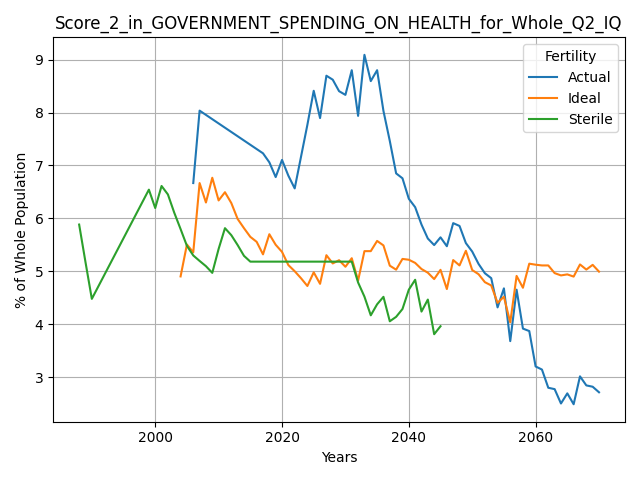 Score_2_in_GOVERNMENT_SPENDING_ON_HEALTH_for_Whole_Q2_IQ
Fertility
Actual
Ideal
Sterile
% of Whole Population
9
8
7
6
5
4
3
2000
2020
2040
2060
Years